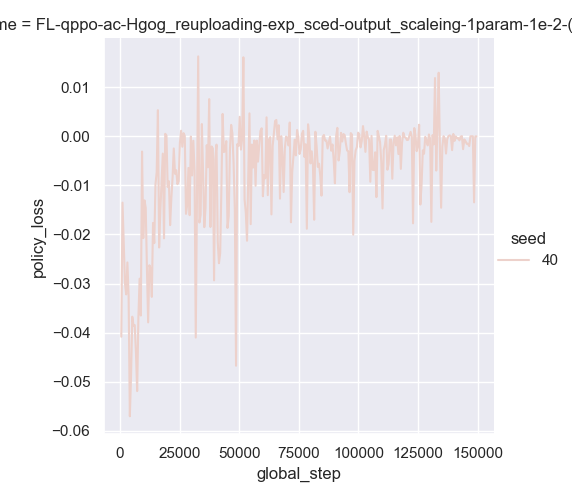 me = FL-qppo-ac-Hgog_reuploading-exp_sced-output_scaleing-1param-1e-2-(
0.01
0.00
−0.01
−0.02
−0.03
−0.04
−0.05
−0.06
policy_loss
0 25000 50000 75000 100000 125000 150000
global_step
seed
40